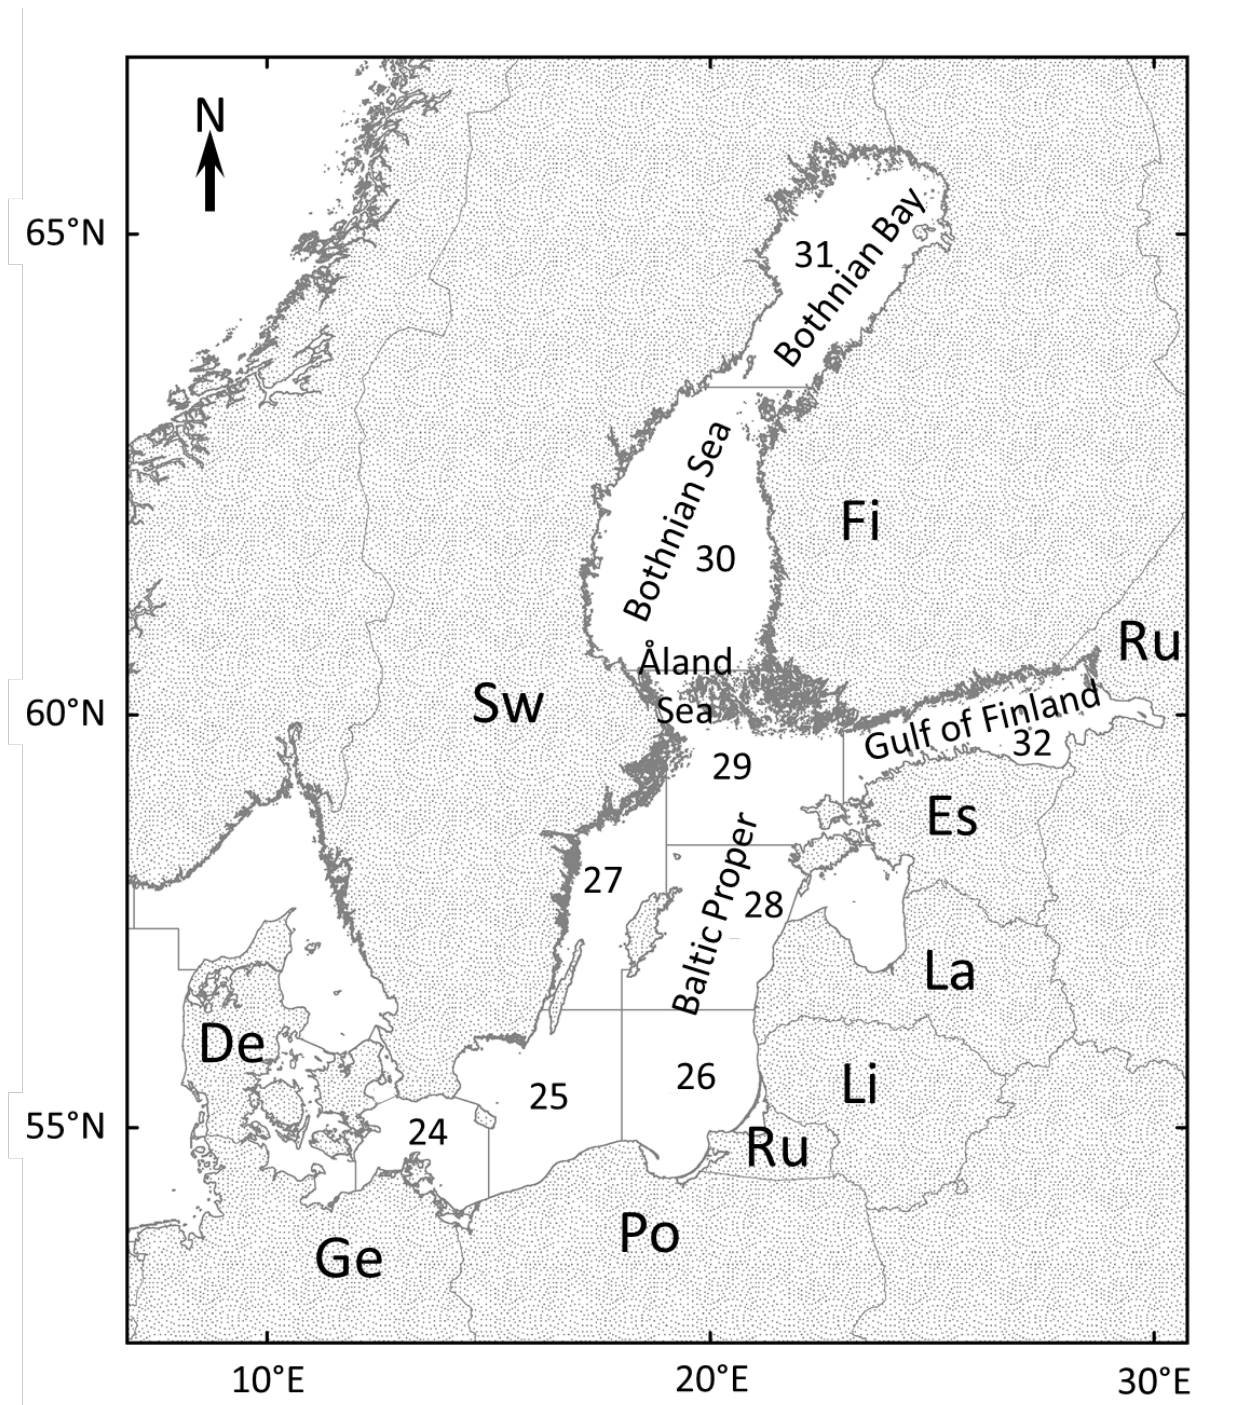 N
65°N
31
Bothnian Bay
Bothnian Sea
30
Fi
Ru
Åland
Sea
Sw
60°N
Gulf of Finland
32
29
Es
27
Baltic Proper
28
La
De
25
26
Li
55°N
24
Ru
Po
Ge
10°E
20°E
30°E